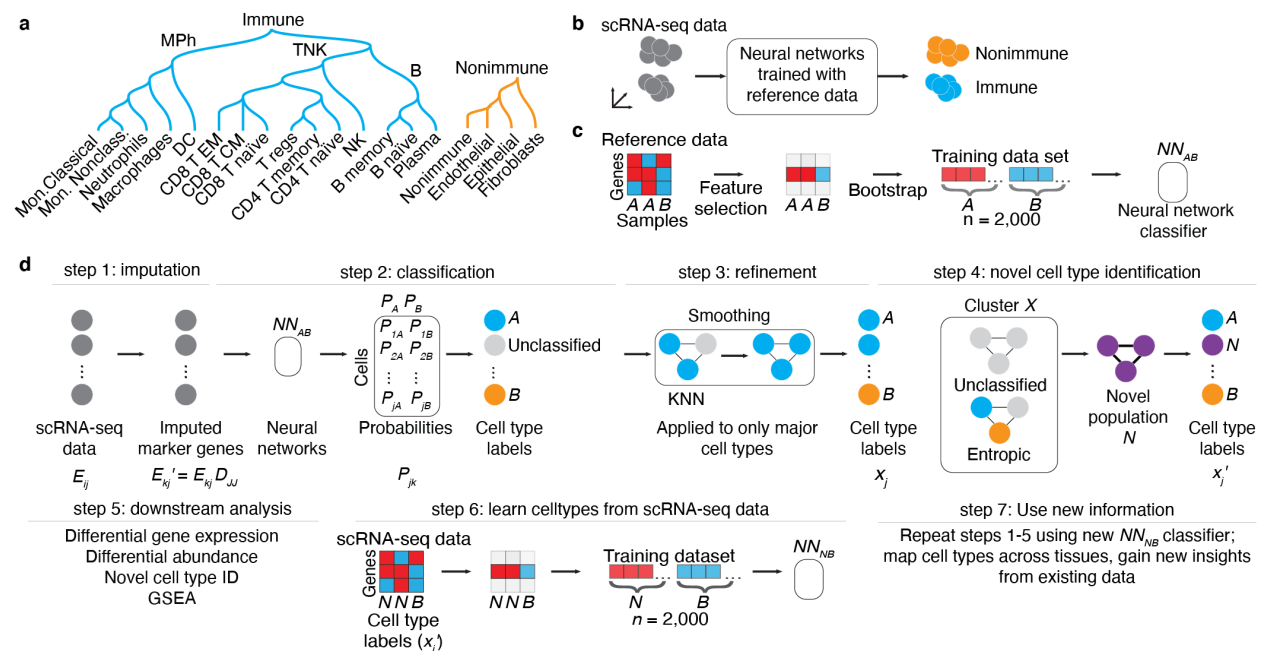 a
Immune
MPh
TNK
B
Nonimmune
Mon.Classical
Mon. Nonclass.
Neutrophils
Macrophages
DC
CD8 T EM
CD8 T CM
CD8 T naïve
T regs
CD4 T memory
CD4 T naïve
NK
B memory
B naïve
Plasma
Nonimmune
Endothelial
Epithelial
Fibroblasts
b
scRNA-seq data
Neural networks
trained with
reference data
Nonimmune
Immune
c
Reference data
Genes
A A B
Samples
Feature
selection
A A B
Bootstrap
Training data set
...
...
A
B
n = 2,000
NN_AB
Neural network
classifier
d
step 1: imputation
scRNA-seq
data
E_ij
Imputed
marker genes
E_kj' = E_kj D_JJ
step 2: classification
NN_AB
Neural
networks
P_A P_B
Cells
P_1A P_1B
P_2A P_2B
... ...
P_jA P_jB
Probabilities
P_jk
A
Unclassified
B
Cell type
labels
step 3: refinement
Smoothing
KNN
Applied to only major
cell types
A
B
Cell type
labels
x_j
step 4: novel cell type identification
Cluster X
Unclassified
Entropic
Novel
population
N
A
N
B
Cell type
labels
x_j'
step 5: downstream analysis
Differential gene expression
Differential abundance
Novel cell type ID
GSEA
step 6: learn celltypes from scRNA-seq data
scRNA-seq data
Genes
N N B
Cell type
labels (x_i')
N N B
Training dataset
...
...
N
B
n = 2,000
NN_NB
step 7: Use new information
Repeat steps 1-5 using new NN_NB classifier;
map cell types across tissues, gain new insights
from existing data